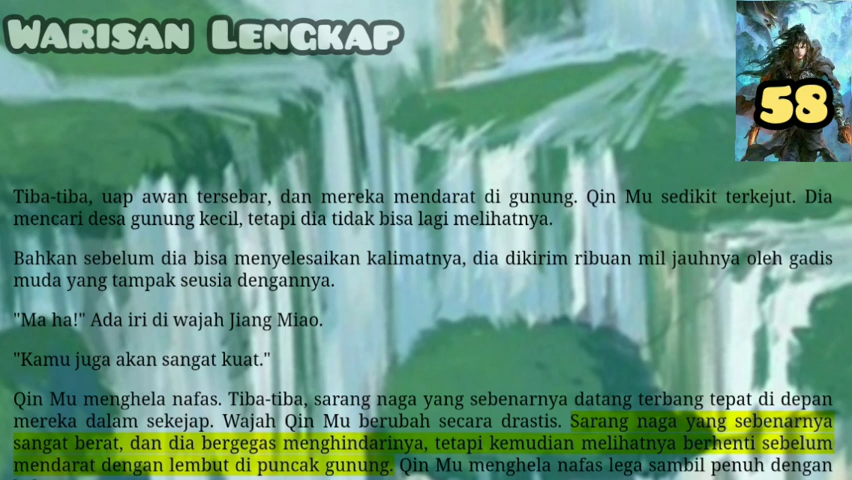 Warisan Lengkap
58
Tiba-tiba, uap awan tersebar, dan mereka mendarat di gunung. Qin Mu sedikit terkejut. Dia
mencari desa gunung kecil, tetapi dia tidak bisa lagi melihatnya.
Bahkan sebelum dia bisa menyelesaikan kalimatnya, dia dikirim ribuan mil jauhnya oleh gadis
muda yang tampak seusia dengannya.
"Ma ha!" Ada iri di wajah Jiang Miao.
"Kamu juga akan sangat kuat."
Qin Mu menghela nafas. Tiba-tiba, sarang naga yang sebenarnya datang terbang tepat di depan
mereka dalam sekejap. Wajah Qin Mu berubah secara drastis. Sarang naga yang sebenarnya
sangat berat, dan dia bergegas menghindarinya, tetapi kemudian melihatnya berhenti sebelum
mendarat dengan lembut di puncak gunung. Qin Mu menghela nafas lega sambil penuh dengan